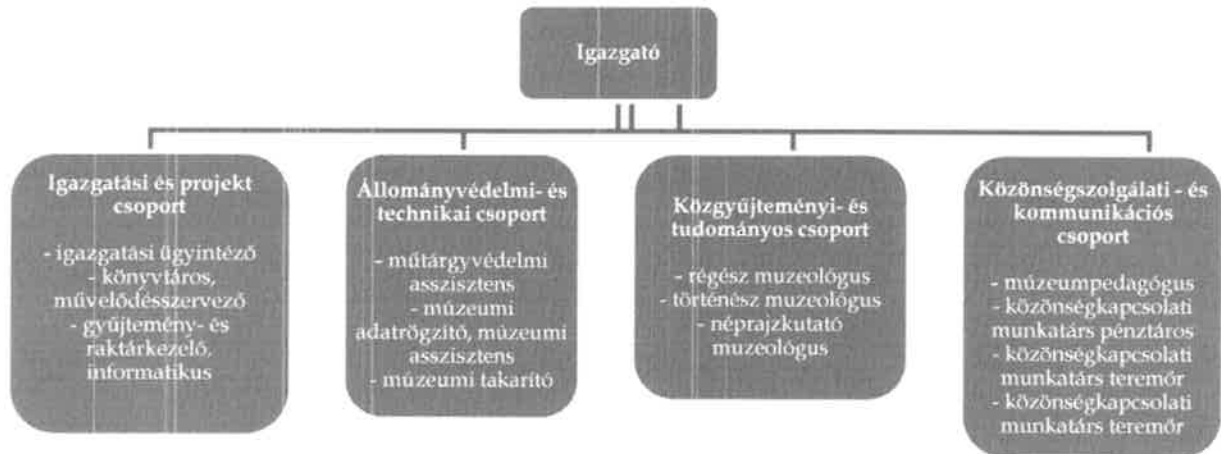 Igazgató
Igazgatási és projekt
csoport
- igazgatási ügyintéző
- könyvtáros,
művelődésszervező
- gyűjtemény- és
raktárkezelő,
informatikus
Állományvédelmi- és
technikai csoport
- műtárgyvédelmi
asszisztens
- múzeumi
adatrögzítő, múzeumi
asszisztens
- múzeumi takarító
Közgyűjteményi- és
tudományos csoport
- régész muzeológus
- történész muzeológus
- néprajzkutató
muzeológus
Közönségszolgálati - és
kommunikációs
csoport
- múzeumpedagógus
- közönségkapcsolati
munkatárs pénztáros
- közönségkapcsolati
munkatárs teremőr
- közönségkapcsolati
munkatárs teremőr